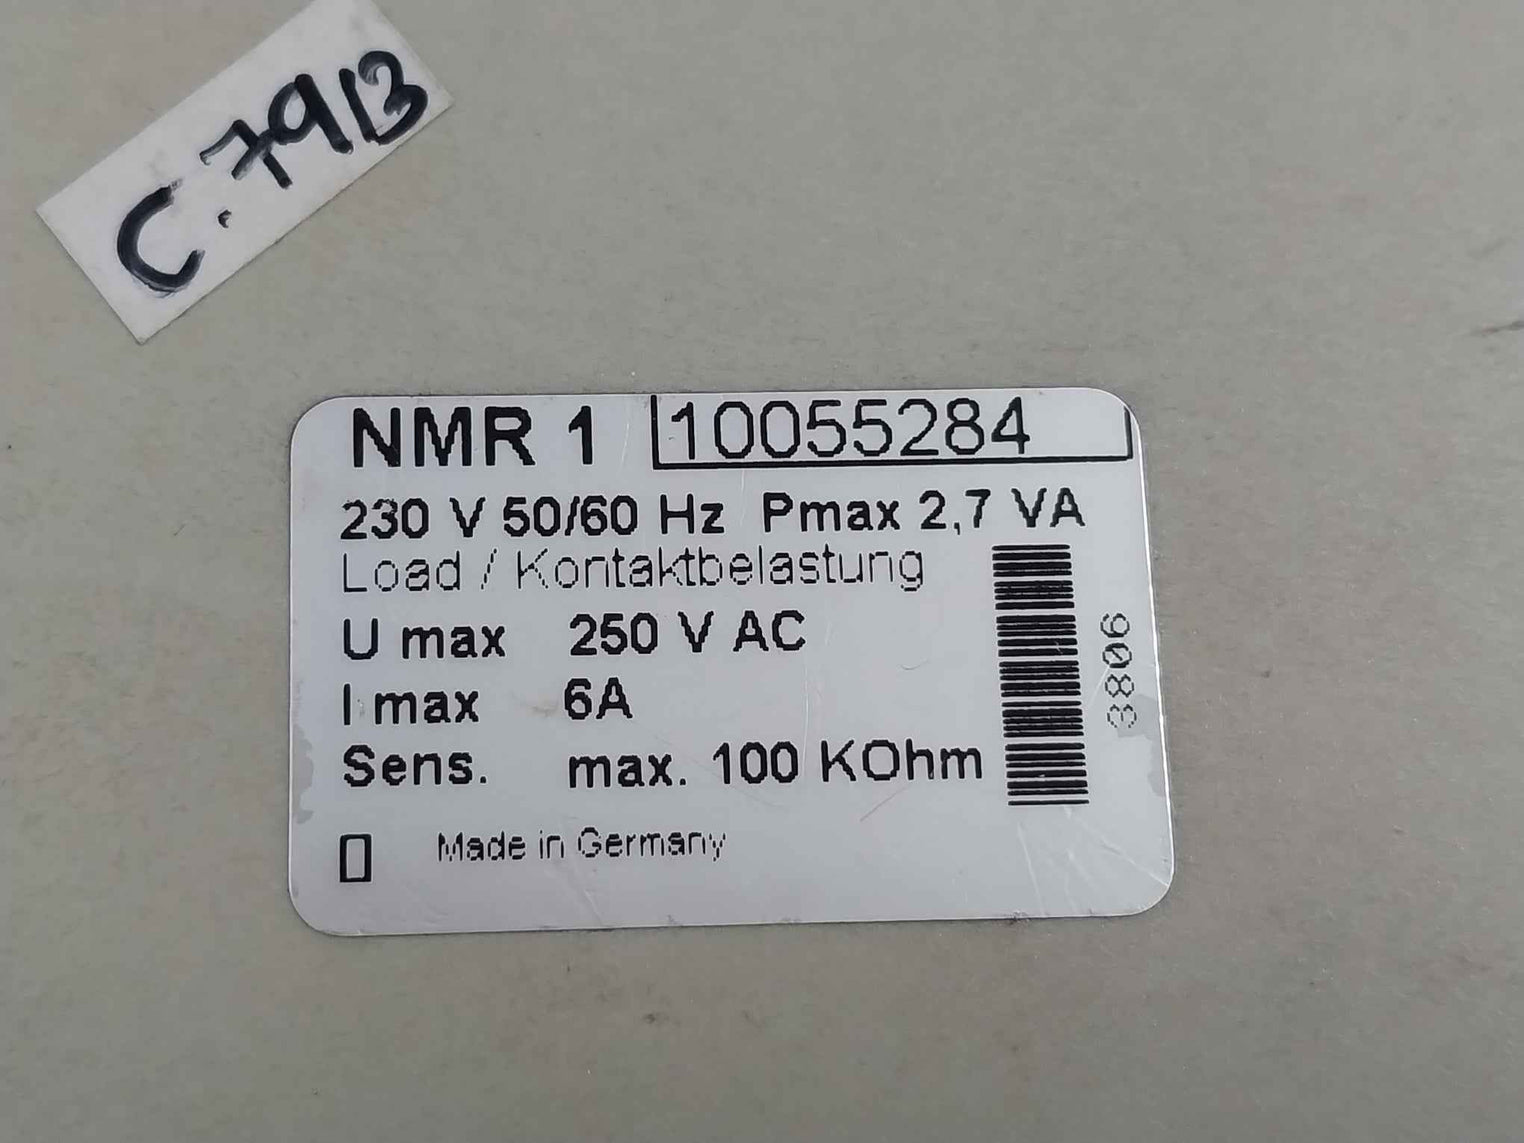 C.7913
NMR 1 10055284
230 V 50/60 Hz Pmax 2,7 VA
Load / Kontaktbelastung
U max 250 V AC
I max 6A
Sens. max. 100 KOhm
3806
Made in Germany